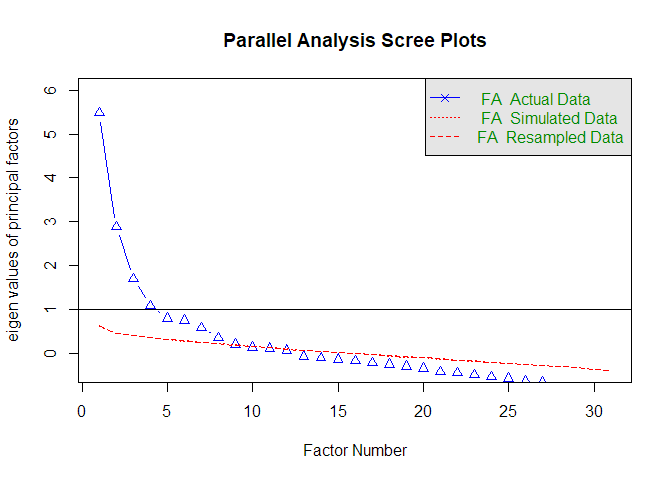 Parallel Analysis Scree Plots
FA Actual Data
FA Simulated Data
FA Resampled Data
eigen values of principal factors
6
5
4
3
2
1
0
0 5 10 15 20 25 30
Factor Number